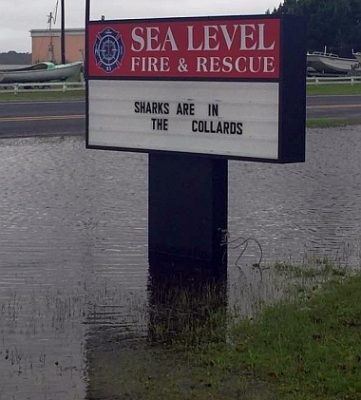 SEA LEVEL
FIRE & RESCUE
SHARKS ARE IN
THE COLLARDS